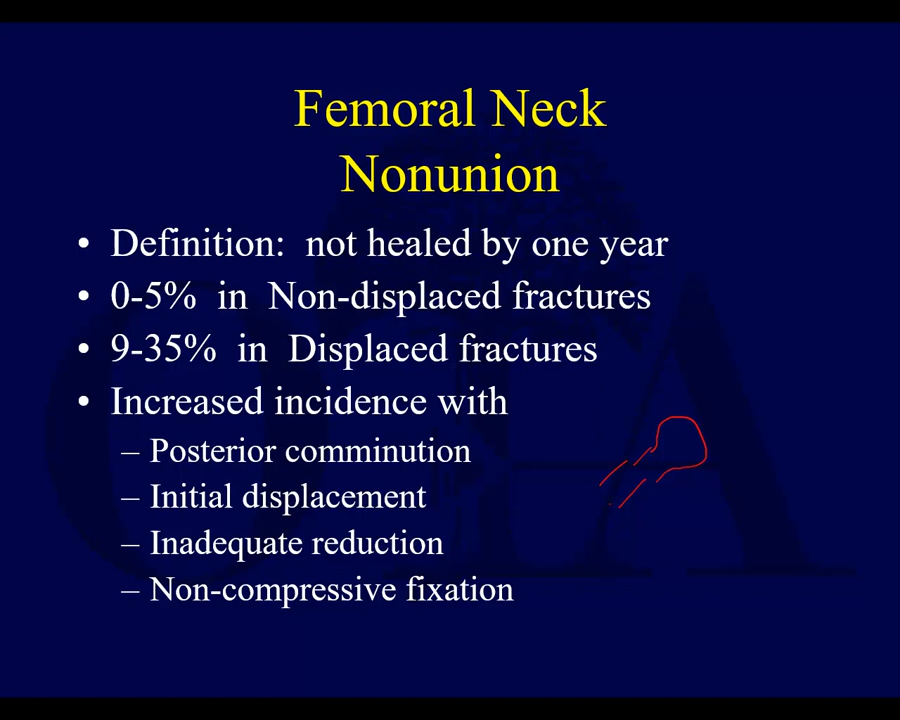 Femoral Neck
Nonunion
• Definition: not healed by one year
• 0-5% in Non-displaced fractures
• 9-35% in Displaced fractures
• Increased incidence with
– Posterior comminution
– Initial displacement
– Inadequate reduction
– Non-compressive fixation
OTA